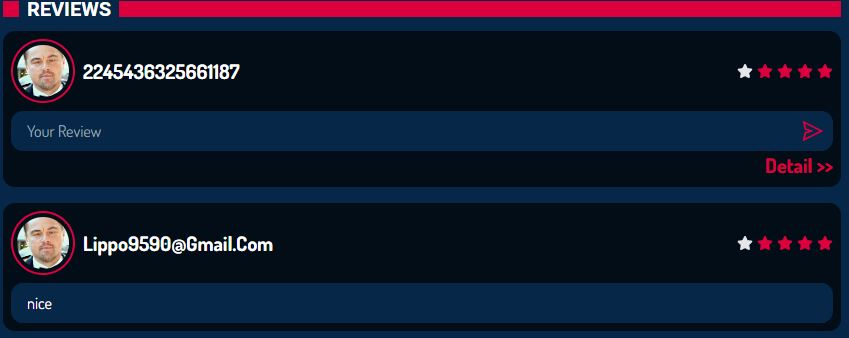 REVIEWS
2245436325661187
Your Review
Detail >>
Lippo9590@Gmail.Com
nice